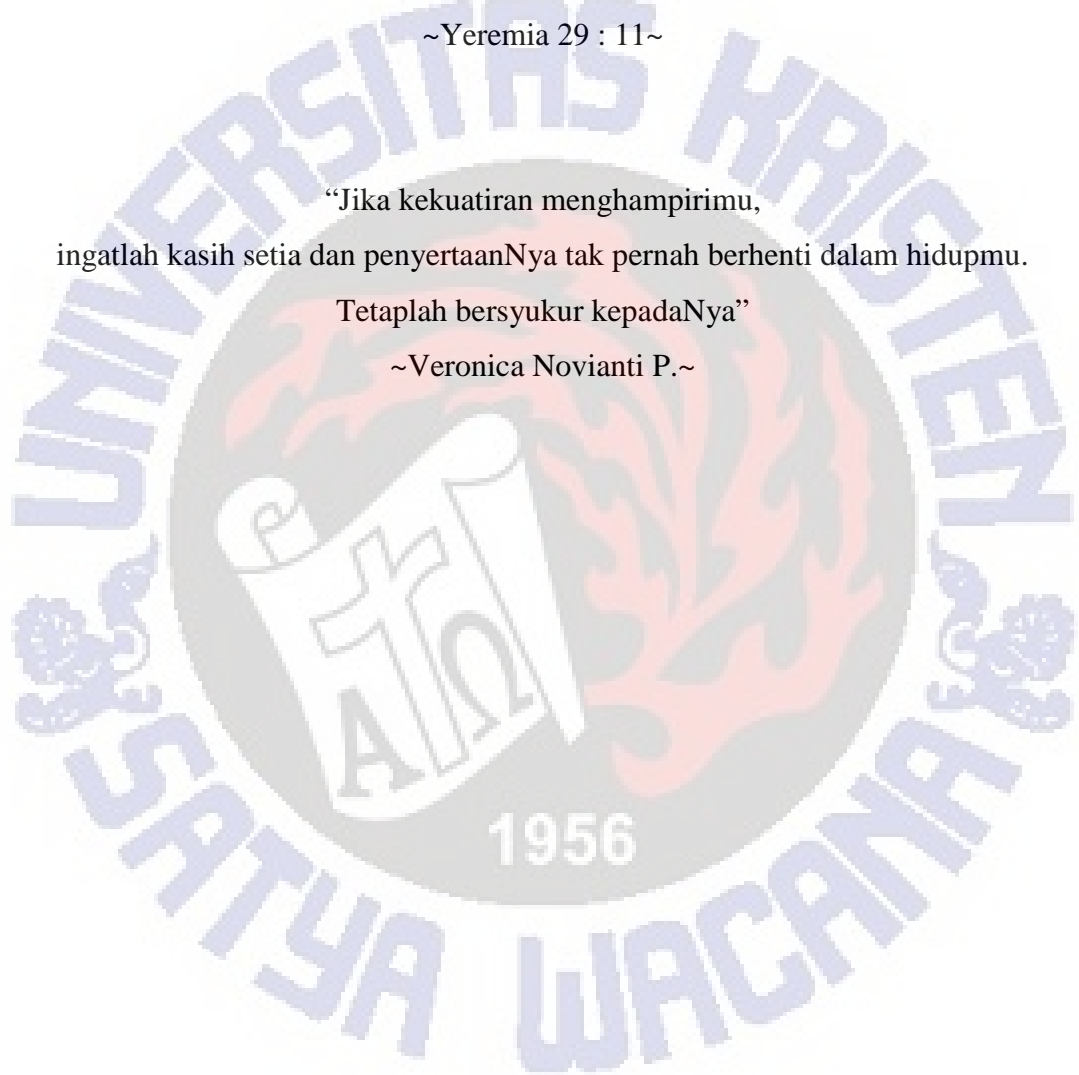 ~Yeremia 29 : 11~
“Jika kekuatiran menghampirimu,
ingatlah kasih setia dan penyertaanNya tak pernah berhenti dalam hidupmu.
Tetaplah bersyukur kepadaNya”
~Veronica Novianti P.~
UNIVERSITAS KRISTEN
Α Ω
1956
SATYA WACANA